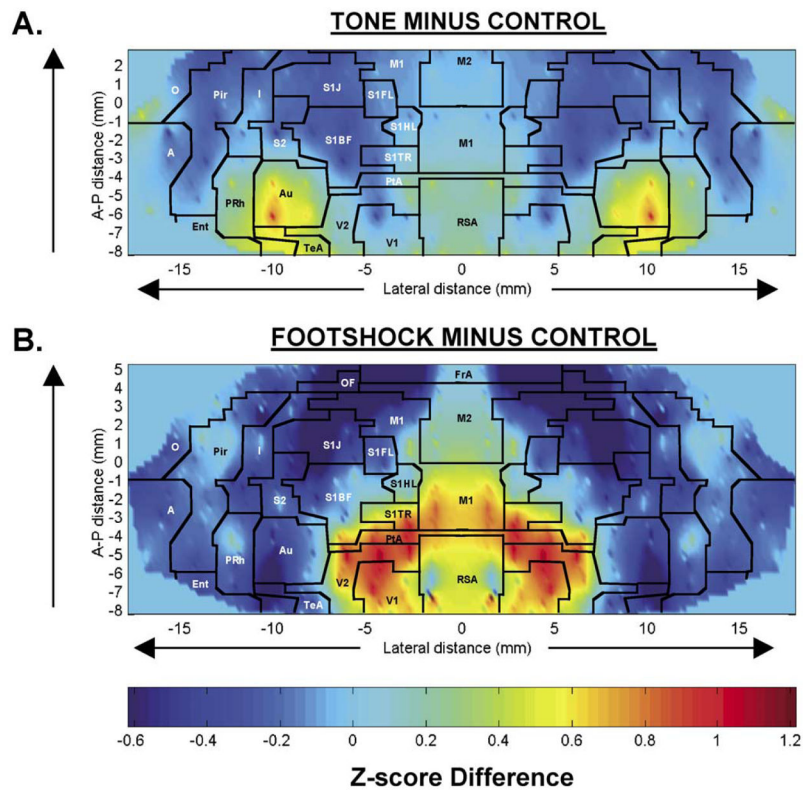 A.
TONE MINUS CONTROL
A-P distance (mm)
2
1
0
-1
-2
-3
-4
-5
-6
-7
-8
O
Pir
I
S1J
M1
S1FL
M2
S1HL
A
S2
S1BF
S1TR
M1
PtA
PRh
Au
Ent
V2
RSA
TeA
V1
-15 -10 -5 0 5 10 15
Lateral distance (mm)
B.
FOOTSHOCK MINUS CONTROL
A-P distance (mm)
5
4
3
2
1
0
-1
-2
-3
-4
-5
-6
-7
-8
OF
FrA
M1
M2
O
Pir
I
S1J
S1FL
S1HL
A
S2
S1BF
M1
S1TR
PtA
PRh
Au
Ent
V2
RSA
TeA
V1
-15 -10 -5 0 5 10 15
Lateral distance (mm)
-0.6 -0.4 -0.2 0 0.2 0.4 0.6 0.8 1 1.2
Z-score Difference